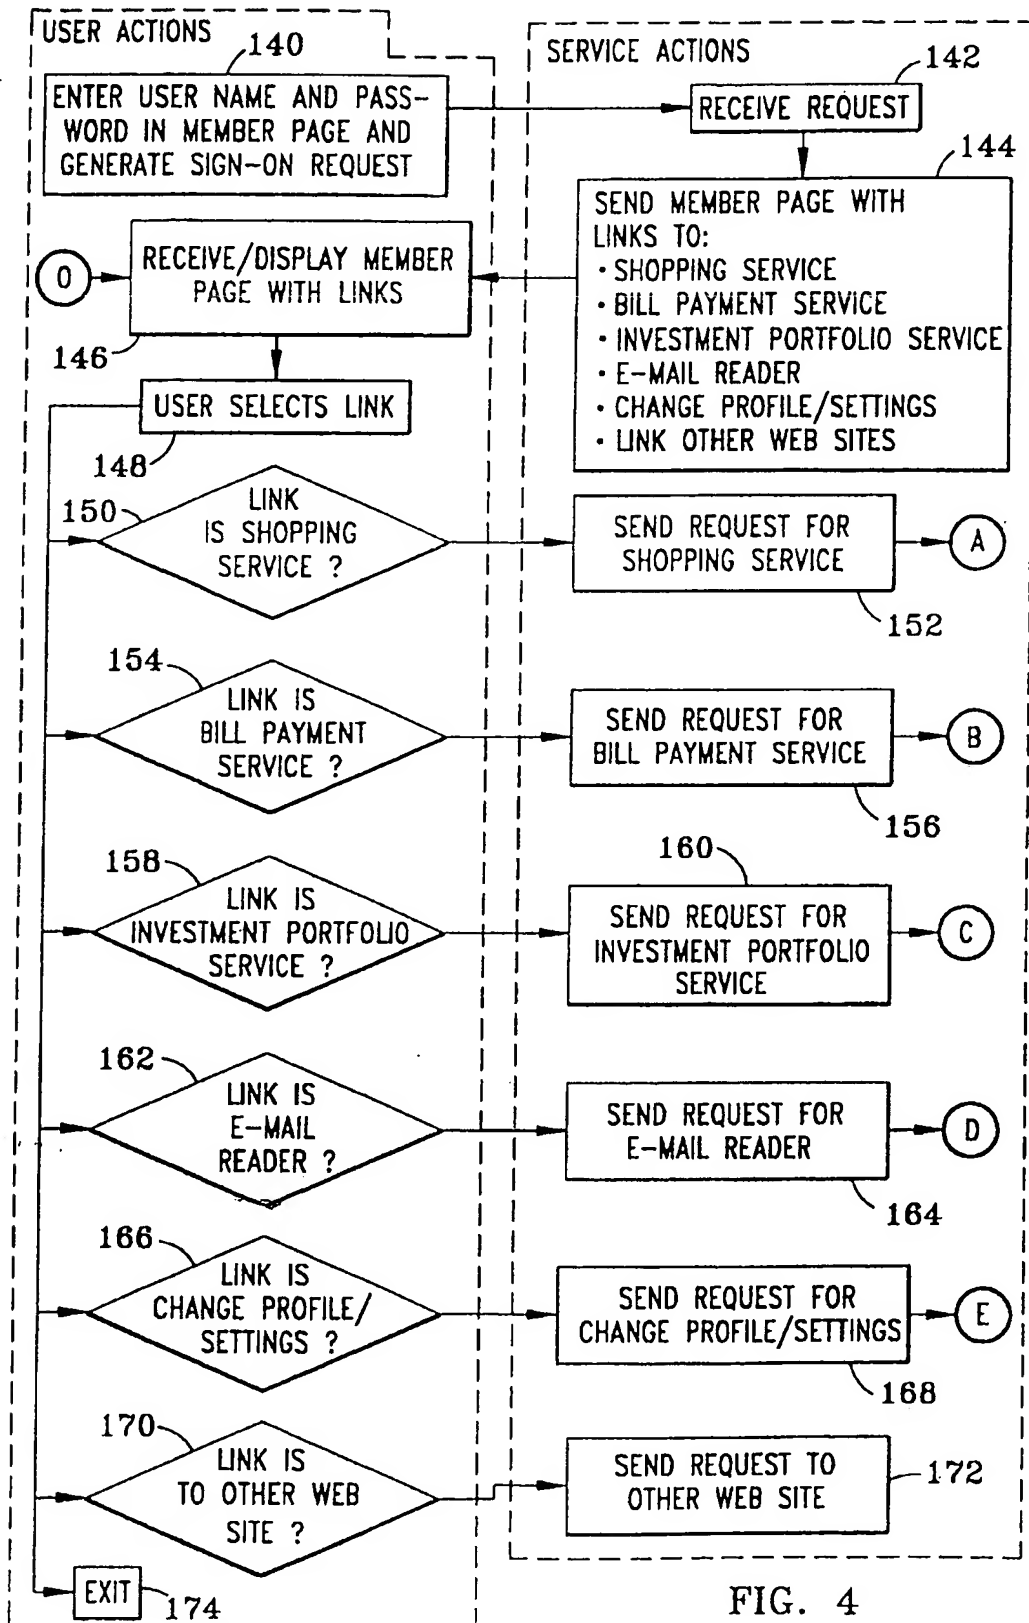 USER ACTIONS
140
SERVICE ACTIONS
142
ENTER USER NAME AND PASS-
WORD IN MEMBER PAGE AND
GENERATE SIGN-ON REQUEST
RECEIVE REQUEST
144
SEND MEMBER PAGE WITH
LINKS TO:
· SHOPPING SERVICE
· BILL PAYMENT SERVICE
· INVESTMENT PORTFOLIO SERVICE
· E-MAIL READER
· CHANGE PROFILE/SETTINGS
· LINK OTHER WEB SITES
O
RECEIVE/DISPLAY MEMBER
PAGE WITH LINKS
146
USER SELECTS LINK
148
150
LINK
IS SHOPPING
SERVICE ?
SEND REQUEST FOR
SHOPPING SERVICE
A
152
154
LINK IS
BILL PAYMENT
SERVICE ?
SEND REQUEST FOR
BILL PAYMENT SERVICE
B
156
158
LINK IS
INVESTMENT PORTFOLIO
SERVICE ?
160
SEND REQUEST FOR
INVESTMENT PORTFOLIO
SERVICE
C
162
LINK IS
E-MAIL
READER ?
SEND REQUEST FOR
E-MAIL READER
D
164
166
LINK IS
CHANGE PROFILE/
SETTINGS ?
SEND REQUEST FOR
CHANGE PROFILE/SETTINGS
E
168
170
LINK IS
TO OTHER WEB
SITE ?
SEND REQUEST TO
OTHER WEB SITE
172
EXIT
174
FIG. 4